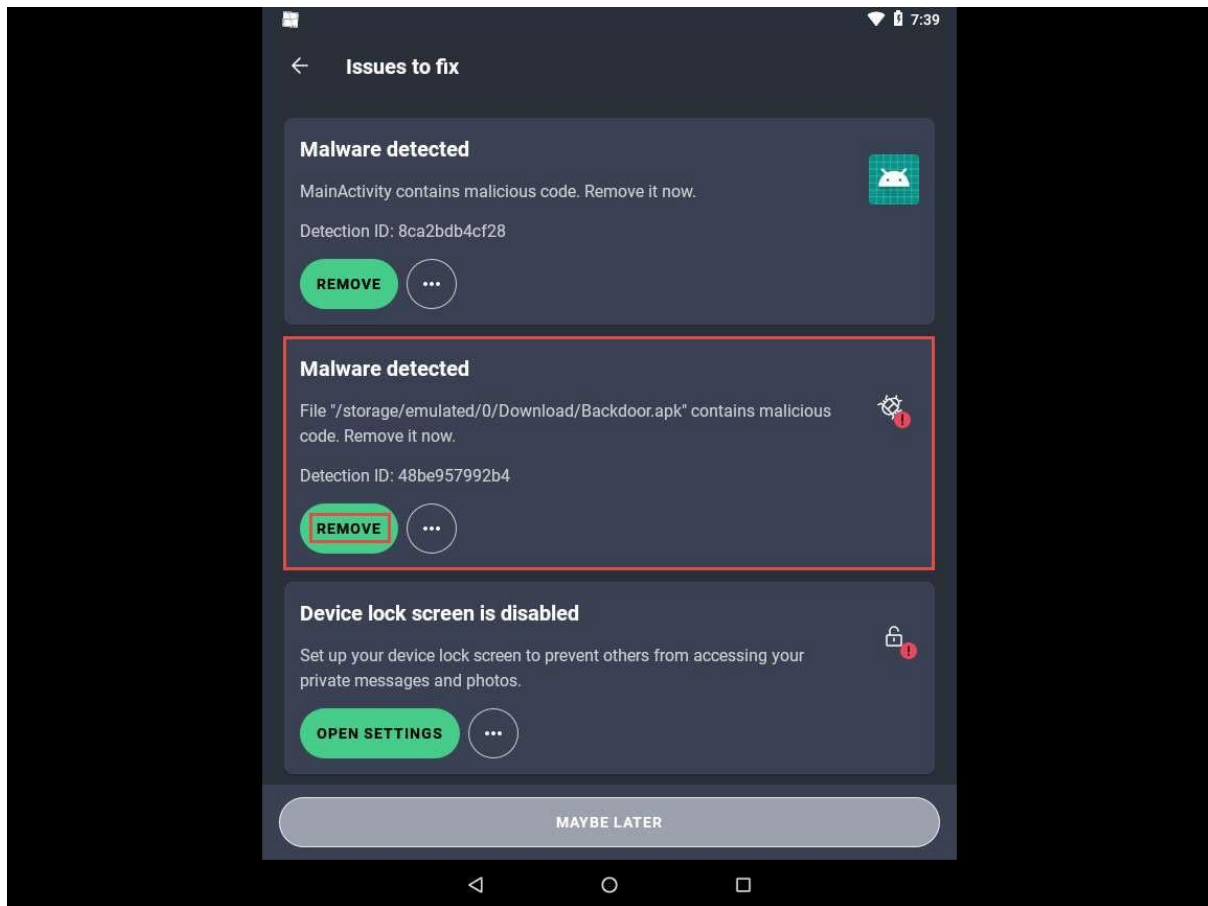 7:39
Issues to fix
Malware detected
MainActivity contains malicious code. Remove it now.
Detection ID: 8ca2bdb4cf28
REMOVE
Malware detected
File "/storage/emulated/0/Download/Backdoor.apk" contains malicious
code. Remove it now.
Detection ID: 48be957992b4
REMOVE
Device lock screen is disabled
Set up your device lock screen to prevent others from accessing your
private messages and photos.
OPEN SETTINGS
MAYBE LATER